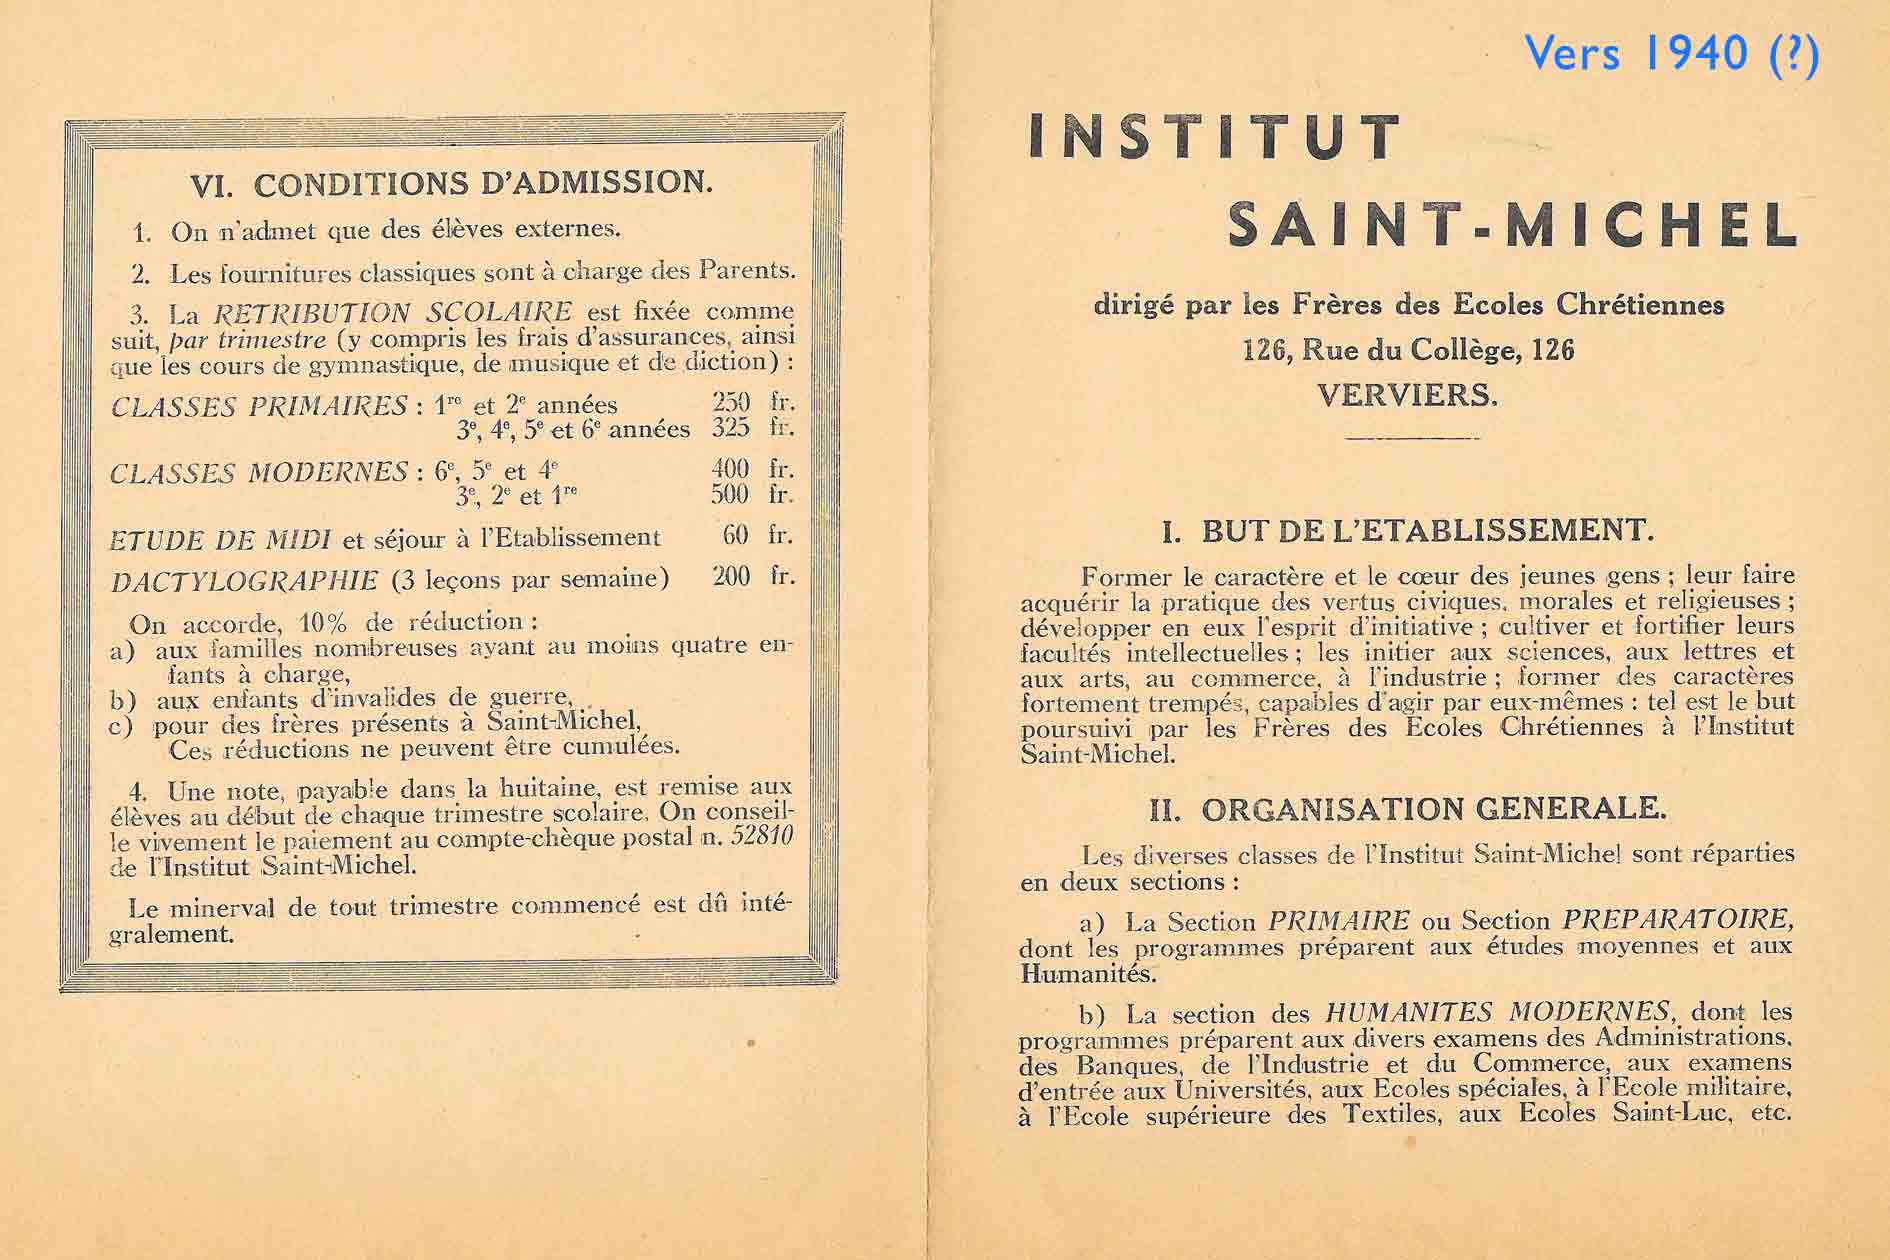 VI. CONDITIONS D'ADMISSION.
1. On n'admet que des élèves externes.
2. Les fournitures classiques sont à charge des Parents.
3. La RETRIBUTION SCOLAIRE est fixée comme
suit, par trimestre (y compris les frais d'assurances, ainsi
que les cours de gymnastique, de musique et de diction) :
CLASSES PRIMAIRES : 1re et 2e années 250 fr.
3e, 4e, 5e et 6e années 325 fr.
CLASSES MODERNES : 6e, 5e et 4e 400 fr.
3e, 2e et 1re 500 fr.
ETUDE DE MIDI et séjour à l'Etablissement 60 fr.
DACTYLOGRAPHIE (3 leçons par semaine) 200 fr.
On accorde, 10% de réduction :
a) aux familles nombreuses ayant au moins quatre en-
fants à charge,
b) aux enfants d'invalides de guerre,
c) pour des frères présents à Saint-Michel,
Ces réductions ne peuvent être cumulées.
4. Une note, payable dans la huitaine, est remise aux
élèves au début de chaque trimestre scolaire. On conseil-
le vivement le paiement au compte-chèque postal n. 52810
de l'Institut Saint-Michel.
Le minerval de tout trimestre commencé est dû inté-
gralement.
Vers 1940 (?)
INSTITUT
SAINT-MICHEL
dirigé par les Frères des Ecoles Chrétiennes
126, Rue du Collège, 126
VERVIERS.
I. BUT DE L'ETABLISSEMENT.
Former le caractère et le cœur des jeunes gens ; leur faire
acquérir la pratique des vertus civiques, morales et religieuses ;
développer en eux l'esprit d'initiative ; cultiver et fortifier leurs
facultés intellectuelles ; les initier aux sciences, aux lettres et
aux arts, au commerce, à l'industrie ; former des caractères
fortement trempés, capables d'agir par eux-mêmes : tel est le but
poursuivi par les Frères des Ecoles Chrétiennes à l'Institut
Saint-Michel.
II. ORGANISATION GENERALE.
Les diverses classes de l'Institut Saint-Michel sont réparties
en deux sections :
a) La Section PRIMAIRE ou Section PREPARATOIRE,
dont les programmes préparent aux études moyennes et aux
Humanités.
b) La section des HUMANITES MODERNES, dont les
programmes préparent aux divers examens des Administrations,
des Banques, de l'Industrie et du Commerce, aux examens
d'entrée aux Universités, aux Ecoles spéciales, à l'Ecole militaire,
à l'Ecole supérieure des Textiles, aux Ecoles Saint-Luc, etc.